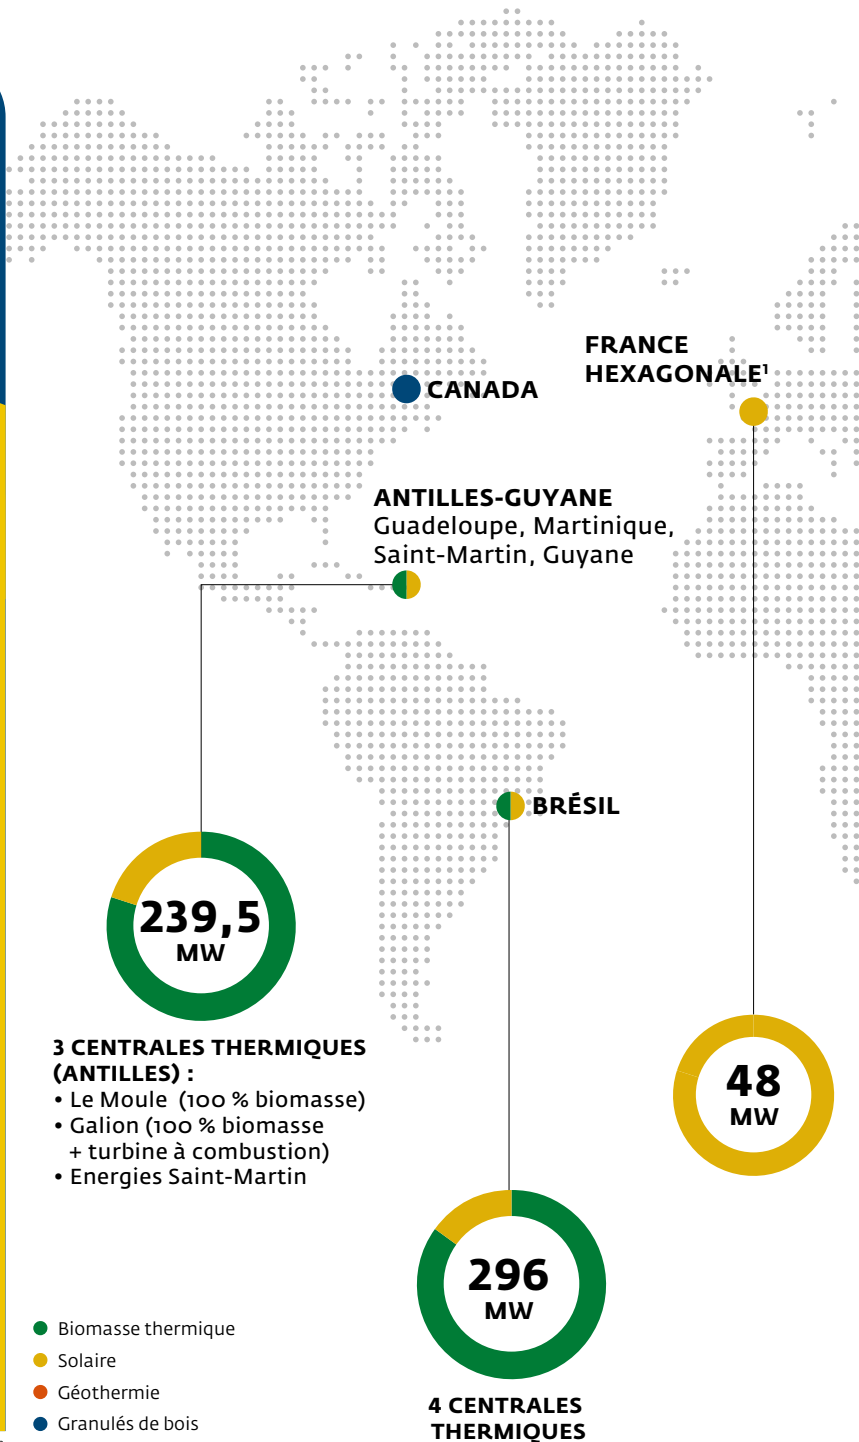 FRANCE
HEXAGONALE¹
CANADA
ANTILLES-GUYANE
Guadeloupe, Martinique,
Saint-Martin, Guyane
BRÉSIL
239,5
MW
3 CENTRALES THERMIQUES
(ANTILLES) :
• Le Moule (100 % biomasse)
• Galion (100 % biomasse
+ turbine à combustion)
• Energies Saint-Martin
48
MW
296
MW
4 CENTRALES
THERMIQUES
Biomasse thermique
Solaire
Géothermie
Granulés de bois